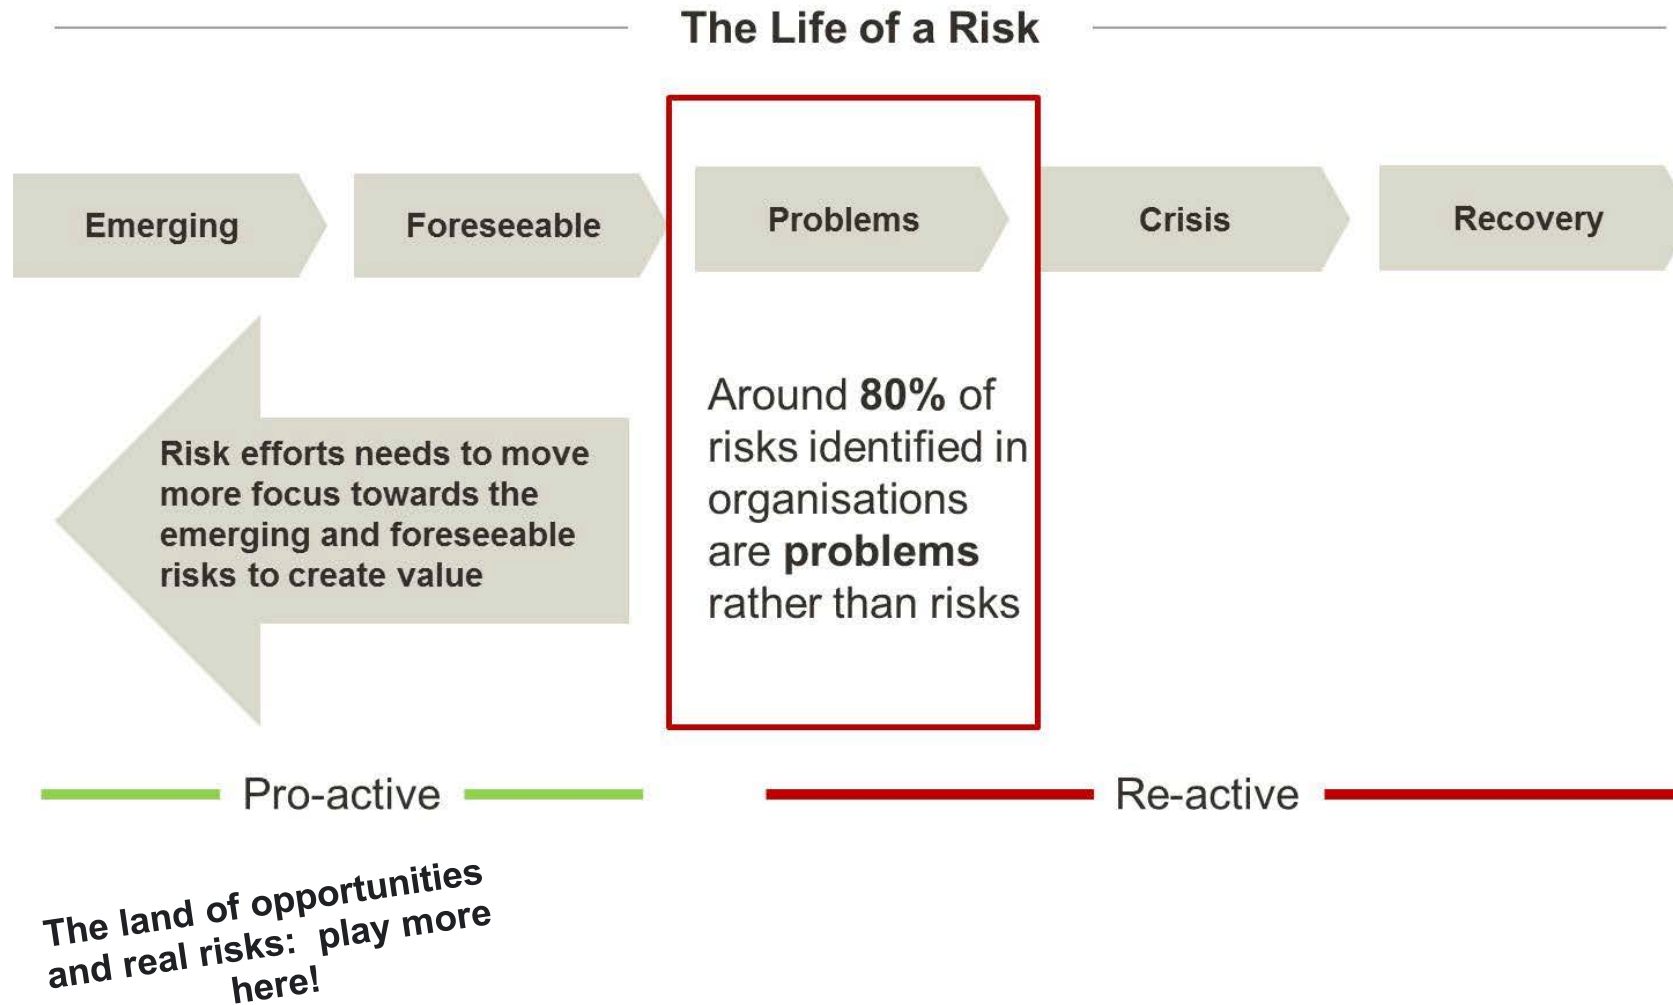 The Life of a Risk
Emerging
Foreseeable
Problems
Crisis
Recovery
Risk efforts needs to move
more focus towards the
emerging and foreseeable
risks to create value
Around 80% of
risks identified in
organisations
are problems
rather than risks
Pro-active
Re-active
The land of opportunities
and real risks: play more
here!